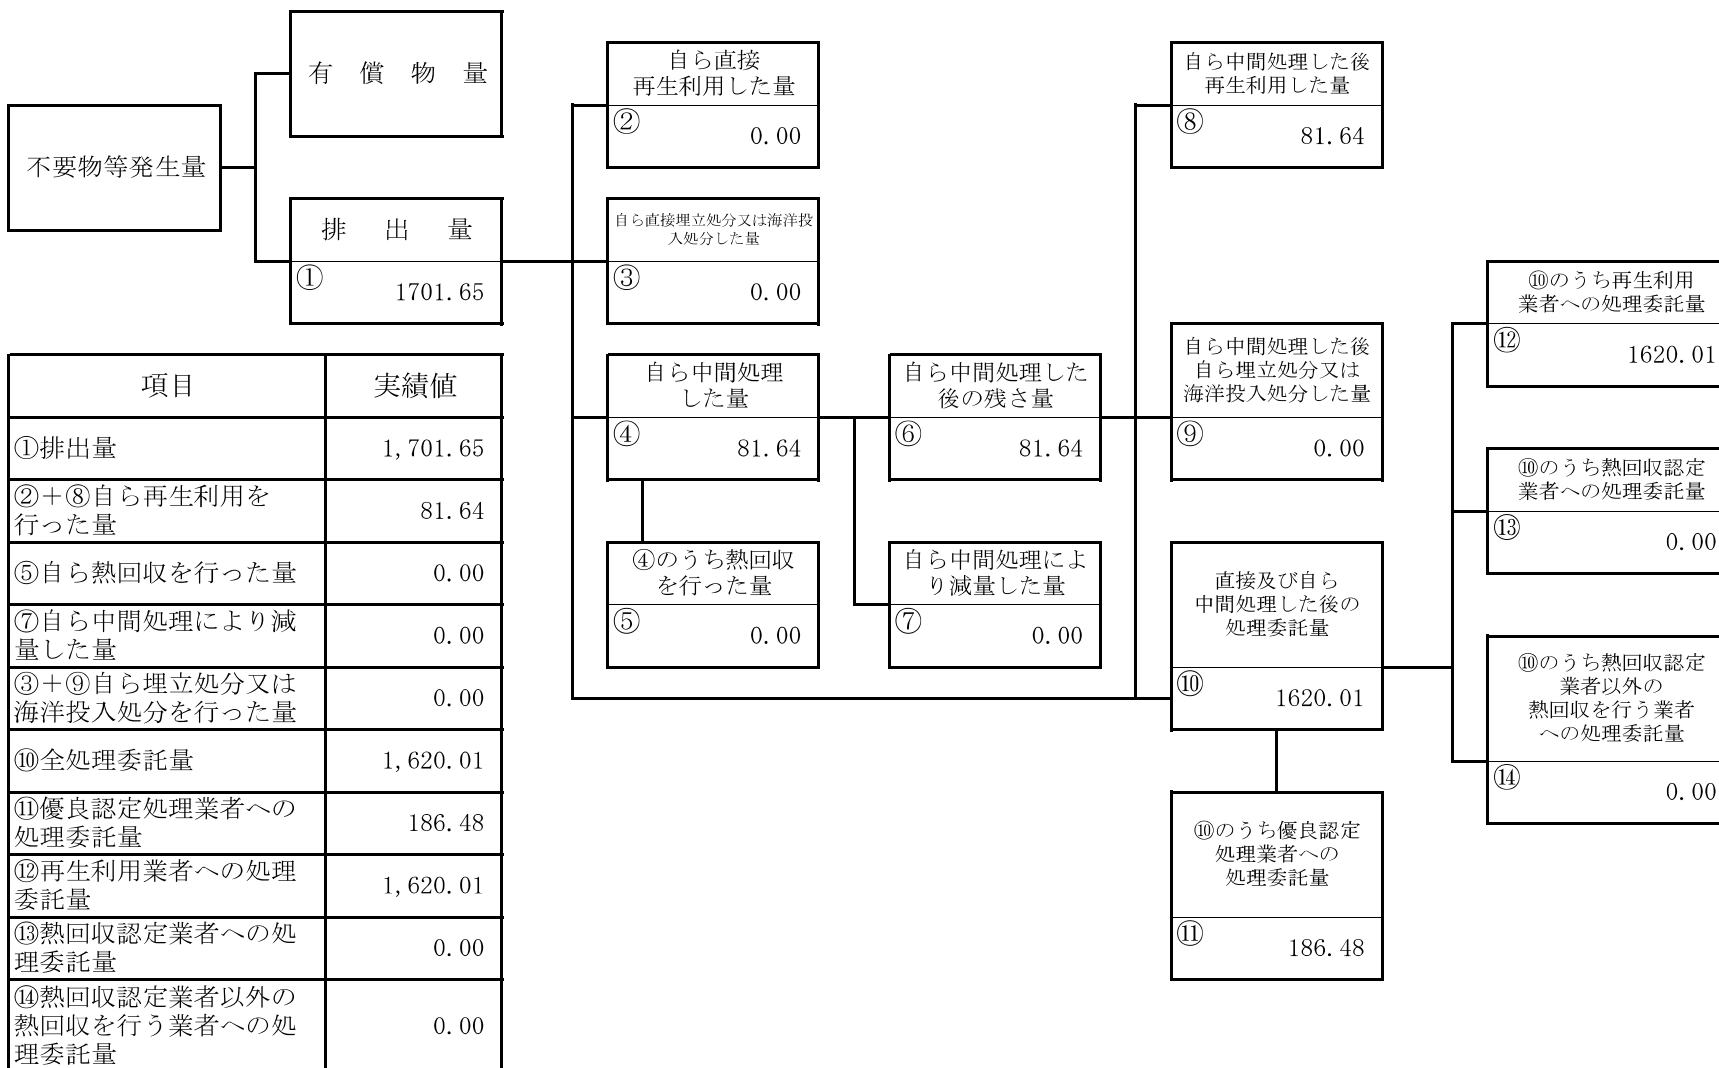 不要物等発生量
有 償 物 量
排 出 量
①
1701.65
自ら直接
再生利用した量
②
0.00
自ら直接埋立処分又は海洋投
入処分した量
③
0.00
自ら中間処理
した量
④
81.64
④のうち熱回収
を行った量
⑤
0.00
自ら中間処理した
後の残さ量
⑥
81.64
自ら中間処理によ
り減量した量
⑦
0.00
自ら中間処理した後
再生利用した量
⑧
81.64
自ら中間処理した後
自ら埋立処分又は
海洋投入処分した量
⑨
0.00
直接及び自ら
中間処理した後の
処理委託量
⑩
1620.01
⑩のうち優良認定
処理業者への
処理委託量
⑪
186.48
⑩のうち再生利用
業者への処理委託量
⑫
1620.01
⑩のうち熱回収認定
業者への処理委託量
⑬
0.00
⑩のうち熱回収認定
業者以外の
熱回収を行う業者
への処理委託量
⑭
0.00
項目 実績値
①排出量 1,701.65
②＋⑧自ら再生利用を
行った量 81.64
⑤自ら熱回収を行った量 0.00
⑦自ら中間処理により減
量した量 0.00
③＋⑨自ら埋立処分又は
海洋投入処分を行った量 0.00
⑩全処理委託量 1,620.01
⑪優良認定処理業者への
処理委託量 186.48
⑫再生利用業者への処理
委託量 1,620.01
⑬熱回収認定業者への処
理委託量 0.00
⑭熱回収認定業者以外の
熱回収を行う業者への処
理委託量 0.00